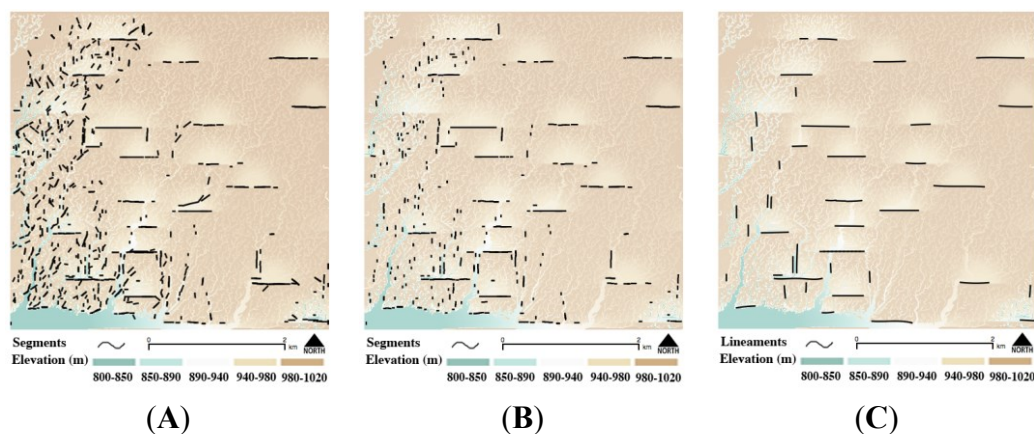 Segments 0 2 km NORTH
Elevation (m)
800-850 850-890 890-940 940-980 980-1020
(A)
Segments 0 2 km NORTH
Elevation (m)
800-850 850-890 890-940 940-980 980-1020
(B)
Lineaments 0 2 km NORTH
Elevation (m)
800-850 850-890 890-940 940-980 980-1020
(C)